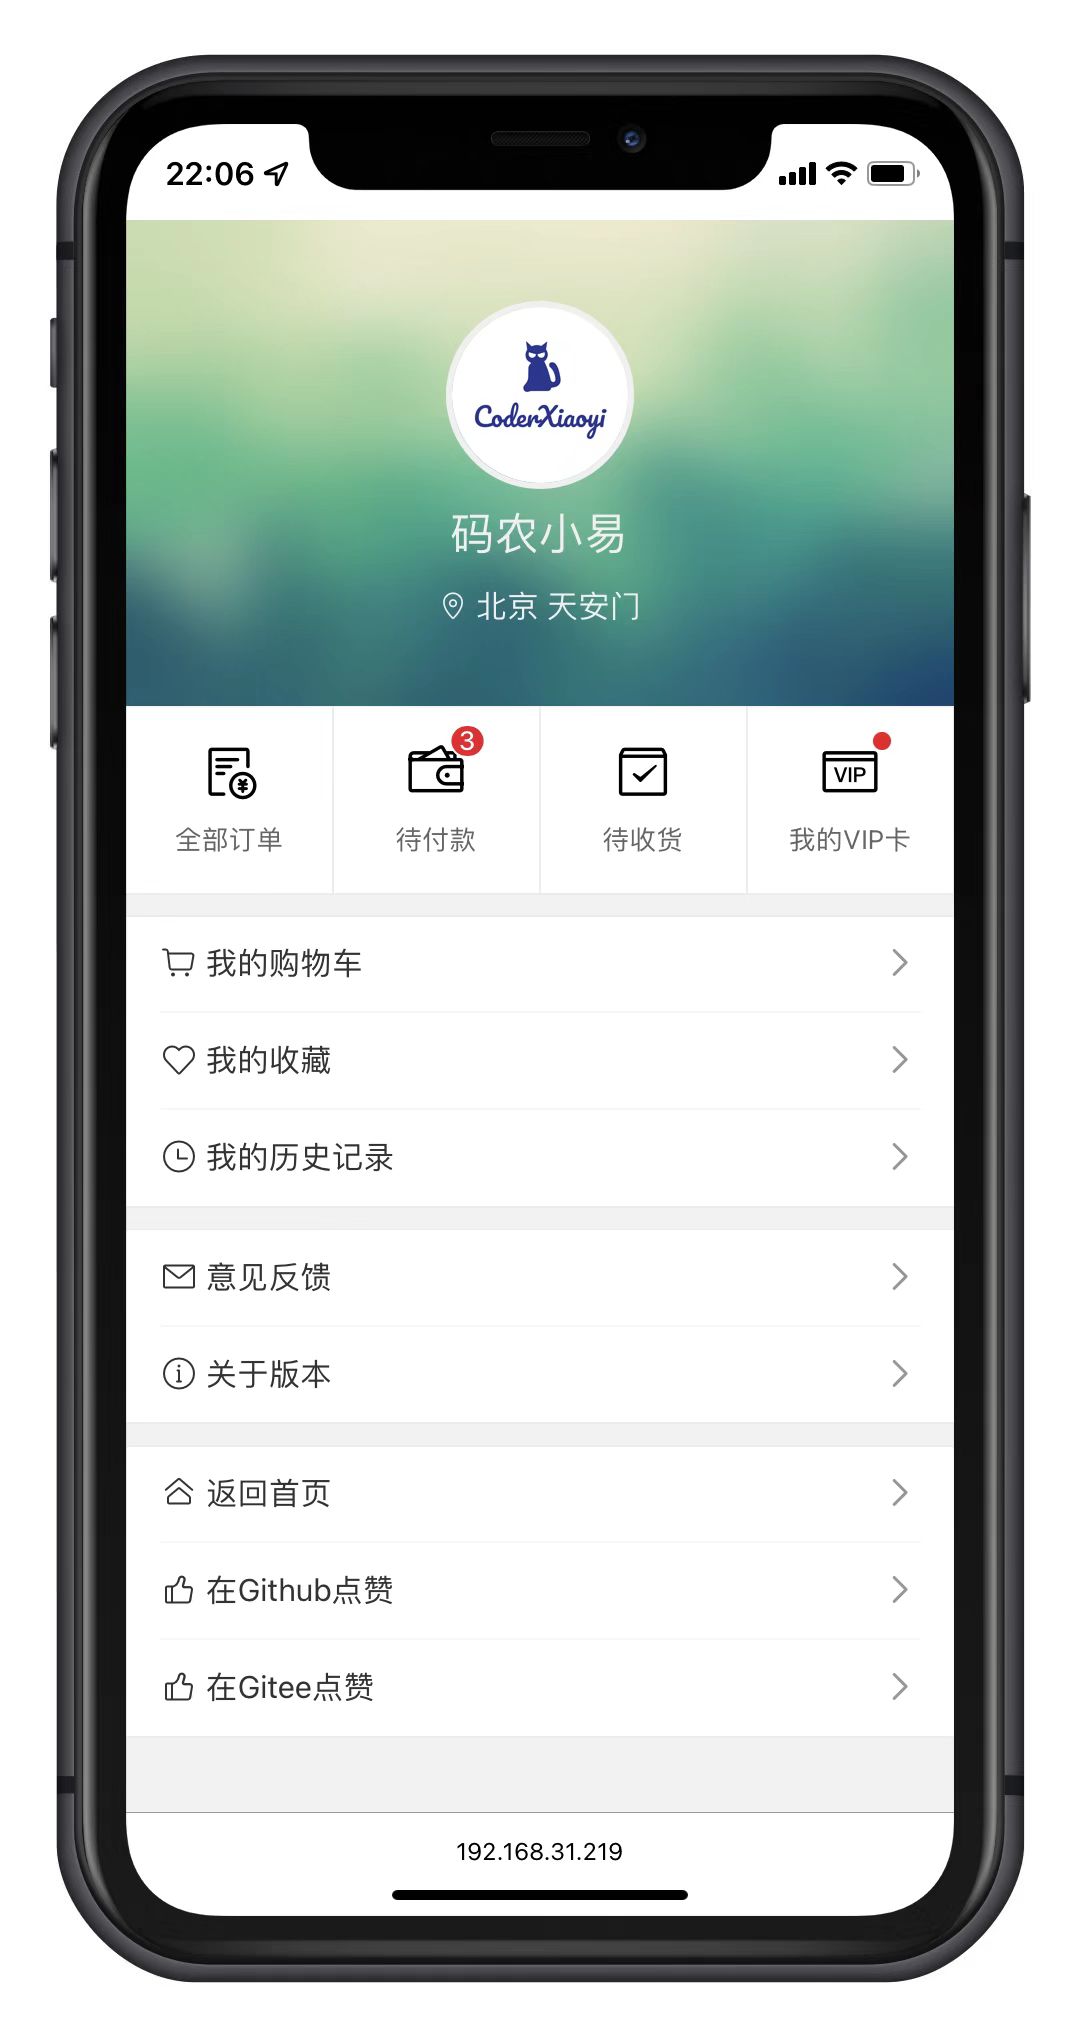 22:06
CoderXiaoyi
码农小易
北京 天安门
3
VIP
全部订单
待付款
待收货
我的VIP卡
我的购物车
我的收藏
我的历史记录
意见反馈
关于版本
返回首页
在Github点赞
在Gitee点赞
192.168.31.219